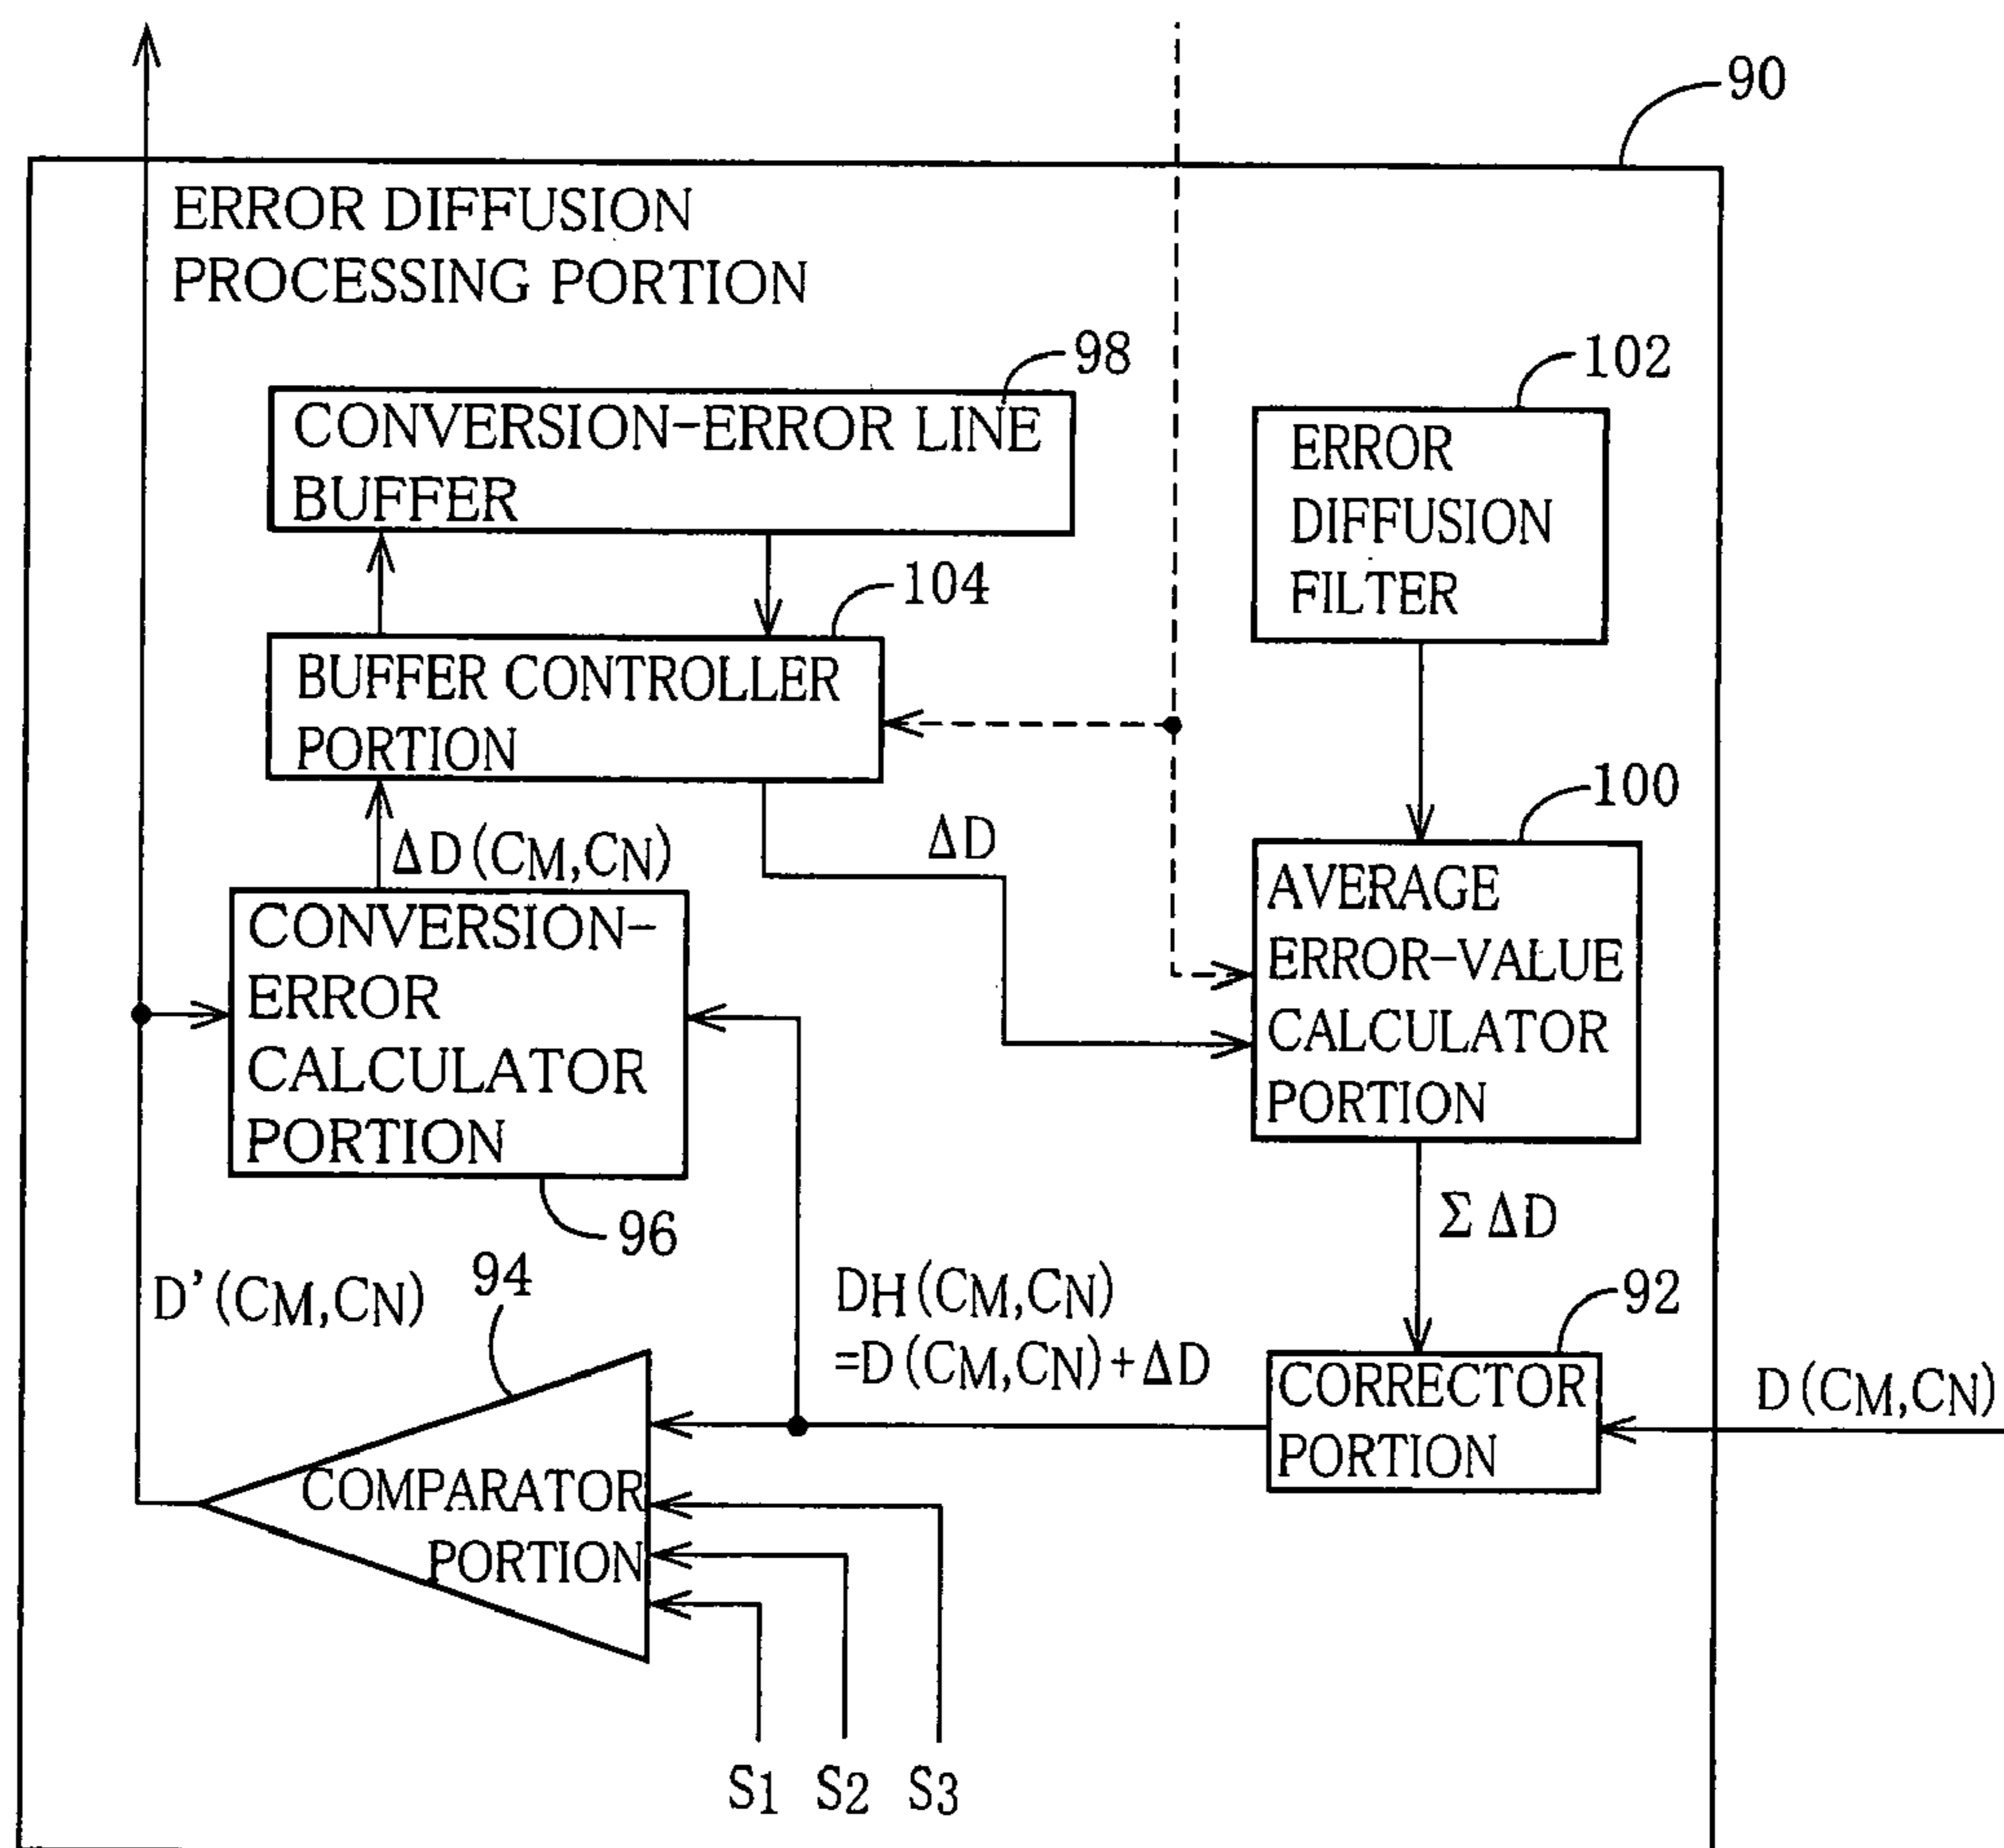 90
ERROR DIFFUSION
PROCESSING PORTION
98
CONVERSION-ERROR LINE
BUFFER
102
ERROR
DIFFUSION
FILTER
104
BUFFER CONTROLLER
PORTION
ΔD(CM,CN)
ΔD
100
AVERAGE
ERROR-VALUE
CALCULATOR
PORTION
CONVERSION-
ERROR
CALCULATOR
PORTION
96
ΣΔD
D'(CM,CN)
94
DH(CM,CN)
=D(CM,CN)+ΔD
92
CORRECTOR
PORTION
D(CM,CN)
COMPARATOR
PORTION
S1 S2 S3